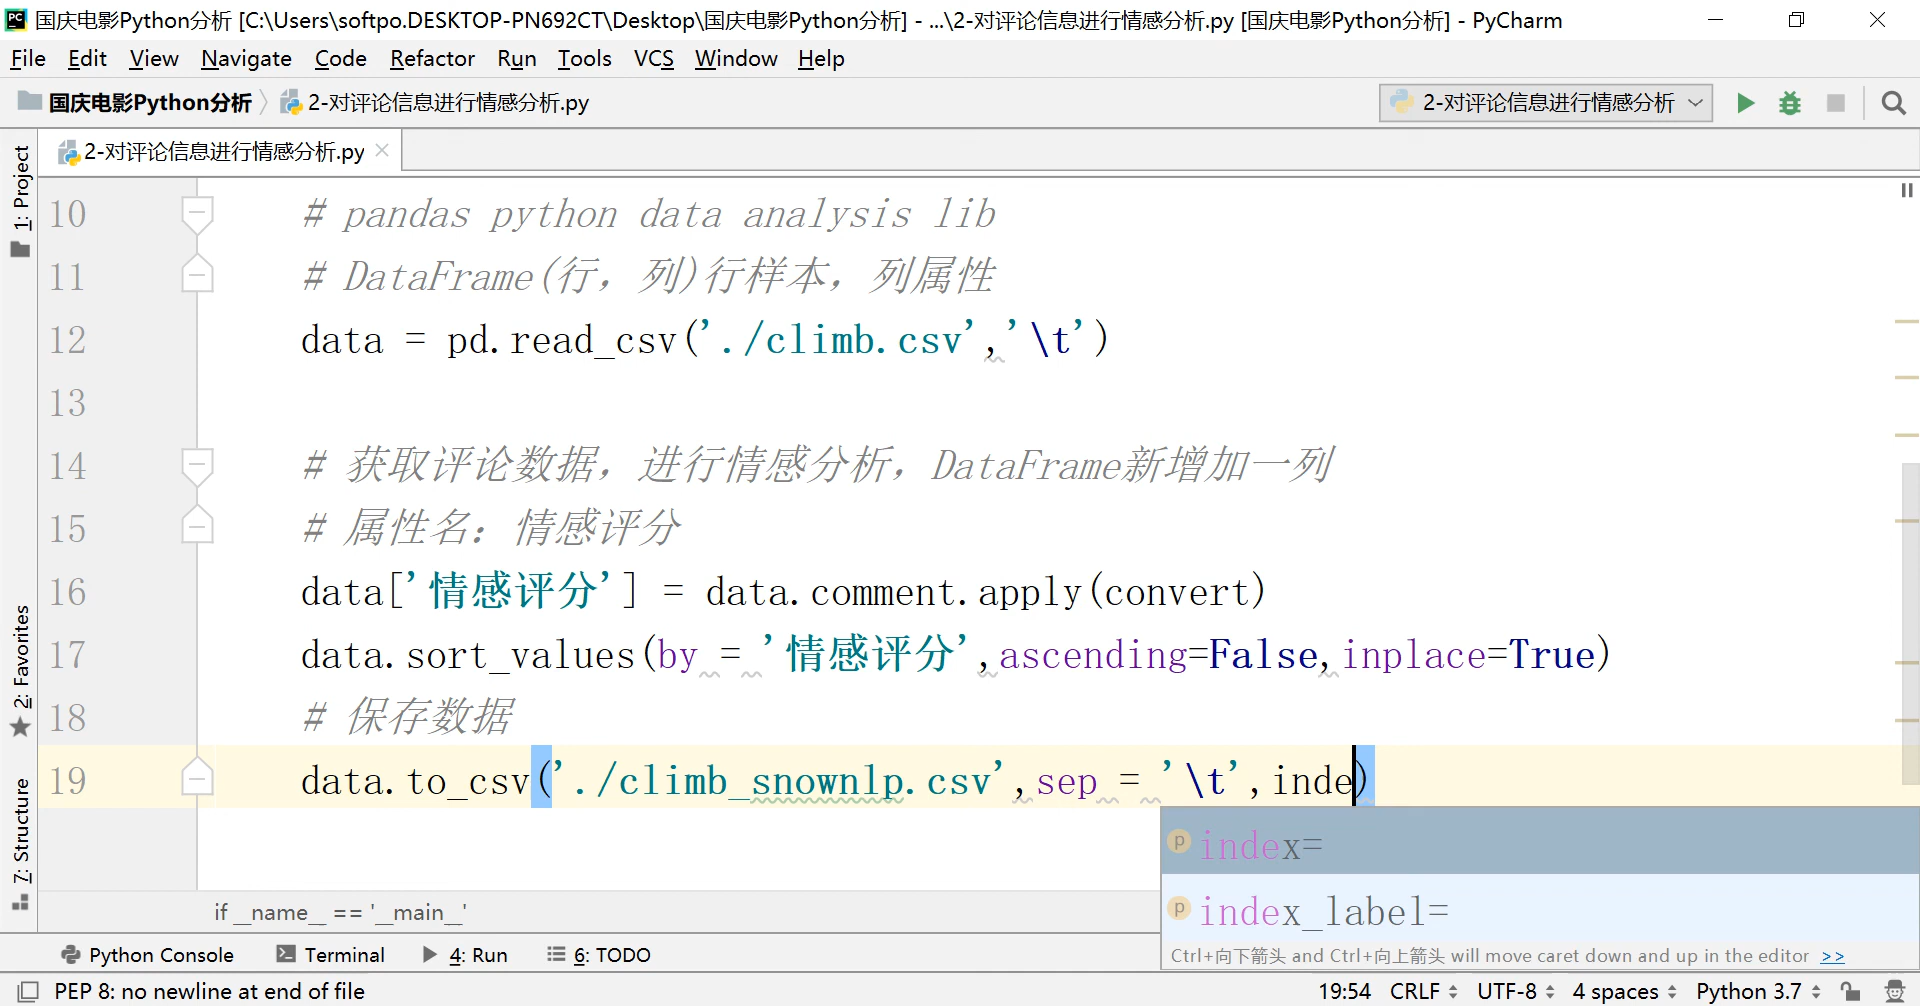 国庆电影Python分析 [C:\Users\softpo.DESKTOP-PN692CT\Desktop\国庆电影Python分析] - ...\2-对评论信息进行情感分析.py [国庆电影Python分析] - PyCharm
File Edit View Navigate Code Refactor Run Tools VCS Window Help
国庆电影Python分析 2-对评论信息进行情感分析.py 2-对评论信息进行情感分析
2-对评论信息进行情感分析.py
1: Project
2: Favorites
7: Structure
10 # pandas python data analysis lib
11 # DataFrame(行，列)行样本，列属性
12 data = pd.read_csv('./climb.csv','\t')
13
14 # 获取评论数据，进行情感分析，DataFrame新增加一列
15 # 属性名：情感评分
16 data['情感评分'] = data.comment.apply(convert)
17 data.sort_values(by = '情感评分',ascending=False,inplace=True)
18 # 保存数据
19 data.to_csv('./climb_snownlp.csv',sep = '\t',inde)
index=
index_label=
Ctrl+向下箭头 and Ctrl+向上箭头 will move caret down and up in the editor >>
if __name__ == '__main__'
Python Console Terminal 4: Run 6: TODO
PEP 8: no newline at end of file 19:54 CRLF UTF-8 4 spaces Python 3.7